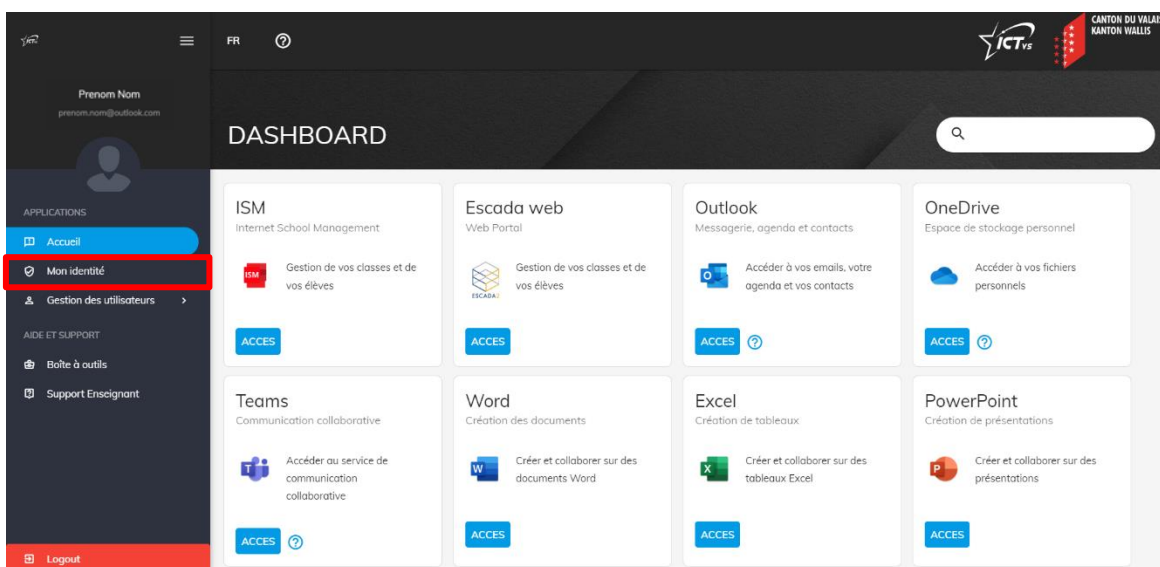 FR
ICTvs
CANTON DU VALAIS
KANTON WALLIS
Prenom Nom
prenom.nom@outlook.com
DASHBOARD
APPLICATIONS
Accueil
Mon identité
Gestion des utilisateurs
AIDE ET SUPPORT
Boîte à outils
Support Enseignant
Logout
ISM
Internet School Management
ISM
Gestion de vos classes et de
vos élèves
ACCES
Escada web
Web Portal
ESCADA2
Gestion de vos classes et de
vos élèves
ACCES
Outlook
Messagerie, agenda et contacts
Accéder à vos emails, votre
agenda et vos contacts
ACCES
OneDrive
Espace de stockage personnel
Accéder à vos fichiers
personnels
ACCES
Teams
Communication collaborative
Accéder au service de
communication
collaborative
ACCES
Word
Création des documents
W
Créer et collaborer sur des
documents Word
ACCES
Excel
Création de tableaux
X
Créer et collaborer sur des
tableaux Excel
ACCES
PowerPoint
Création de présentations
P
Créer et collaborer sur des
présentations
ACCES